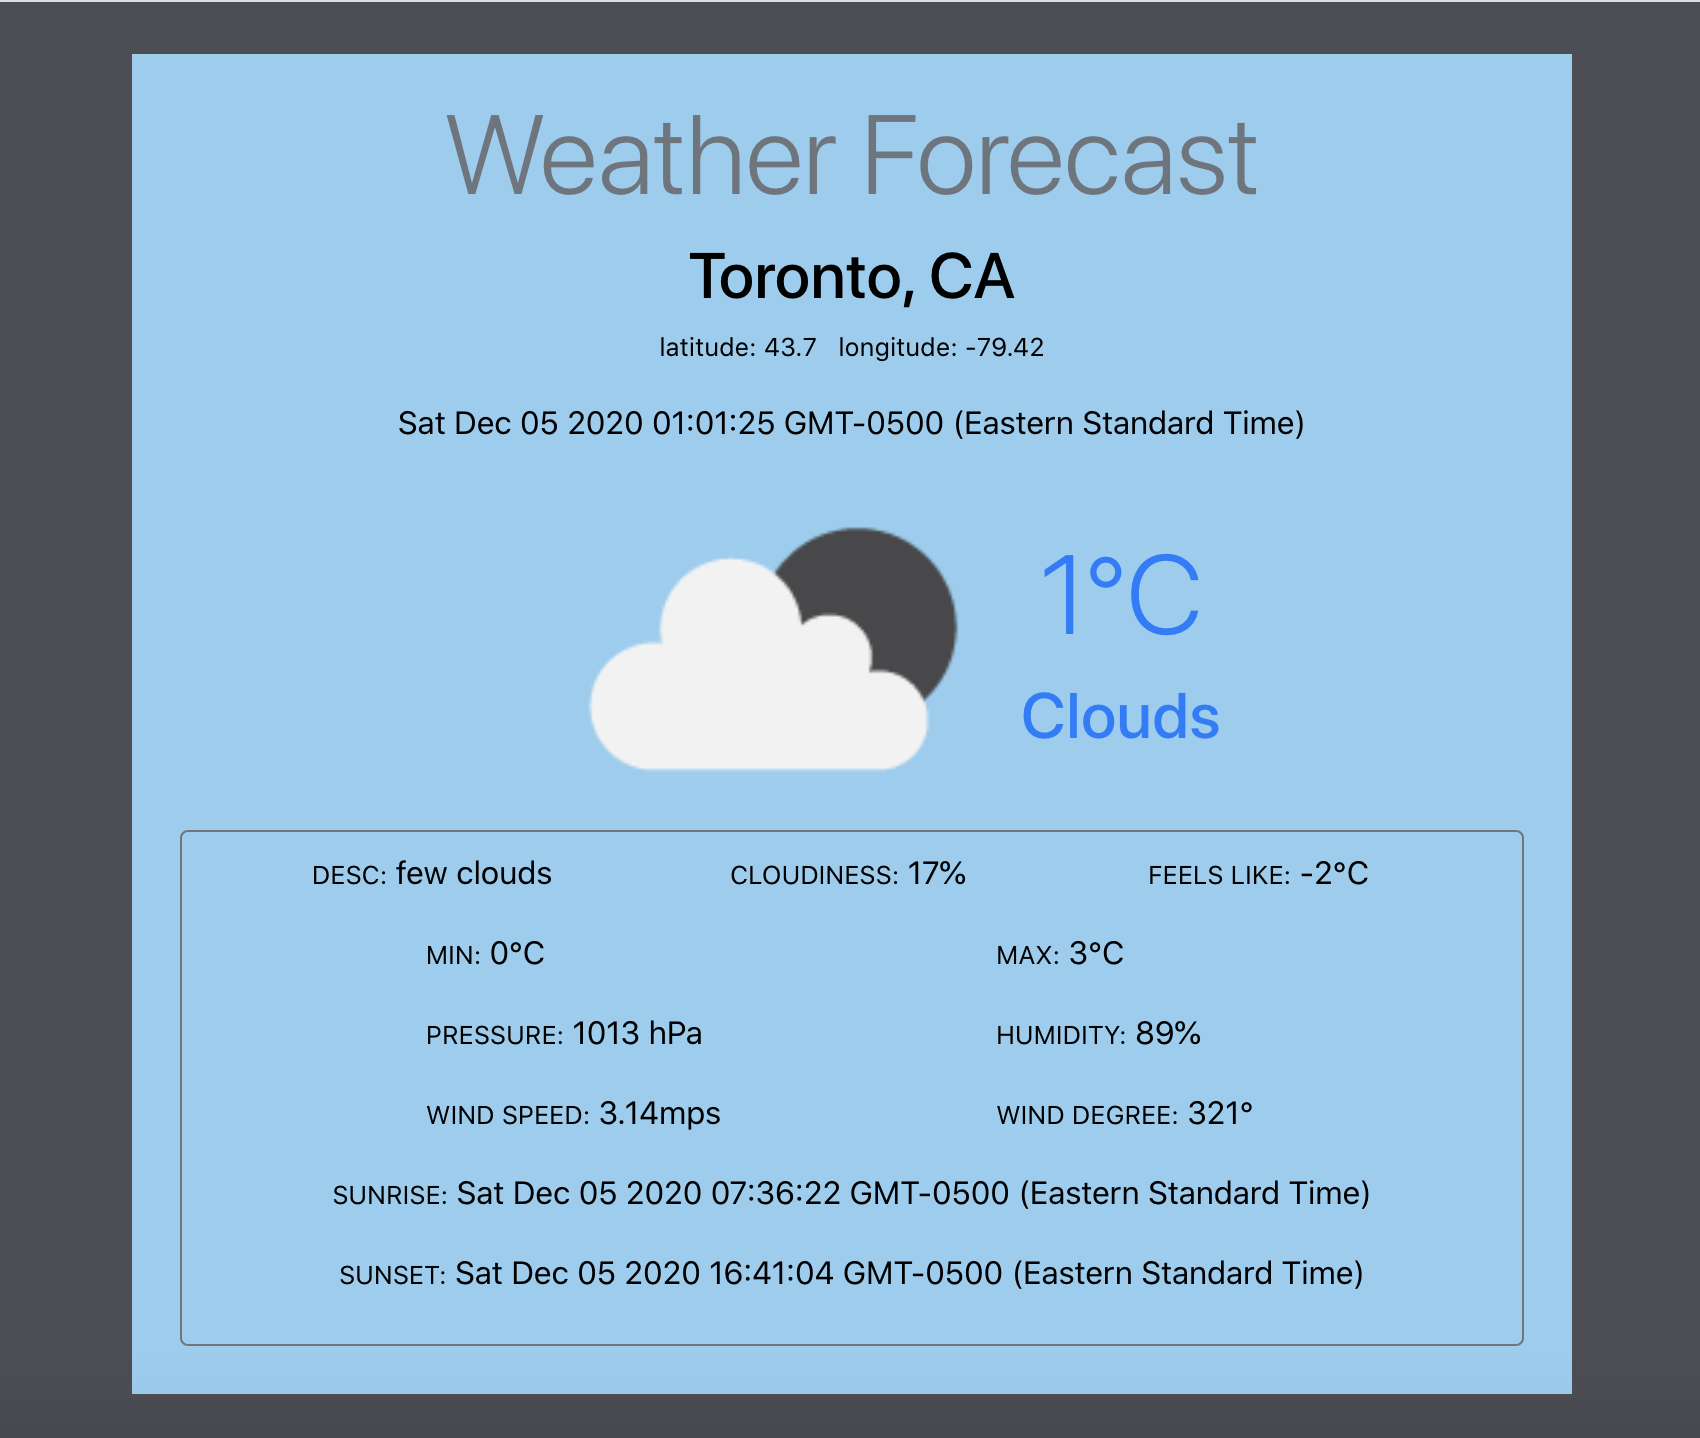 Weather Forecast
Toronto, CA
latitude: 43.7 longitude: -79.42
Sat Dec 05 2020 01:01:25 GMT-0500 (Eastern Standard Time)
1°C
Clouds
DESC: few clouds CLOUDINESS: 17% FEELS LIKE: -2°C
MIN: 0°C MAX: 3°C
PRESSURE: 1013 hPa HUMIDITY: 89%
WIND SPEED: 3.14mps WIND DEGREE: 321°
SUNRISE: Sat Dec 05 2020 07:36:22 GMT-0500 (Eastern Standard Time)
SUNSET: Sat Dec 05 2020 16:41:04 GMT-0500 (Eastern Standard Time)